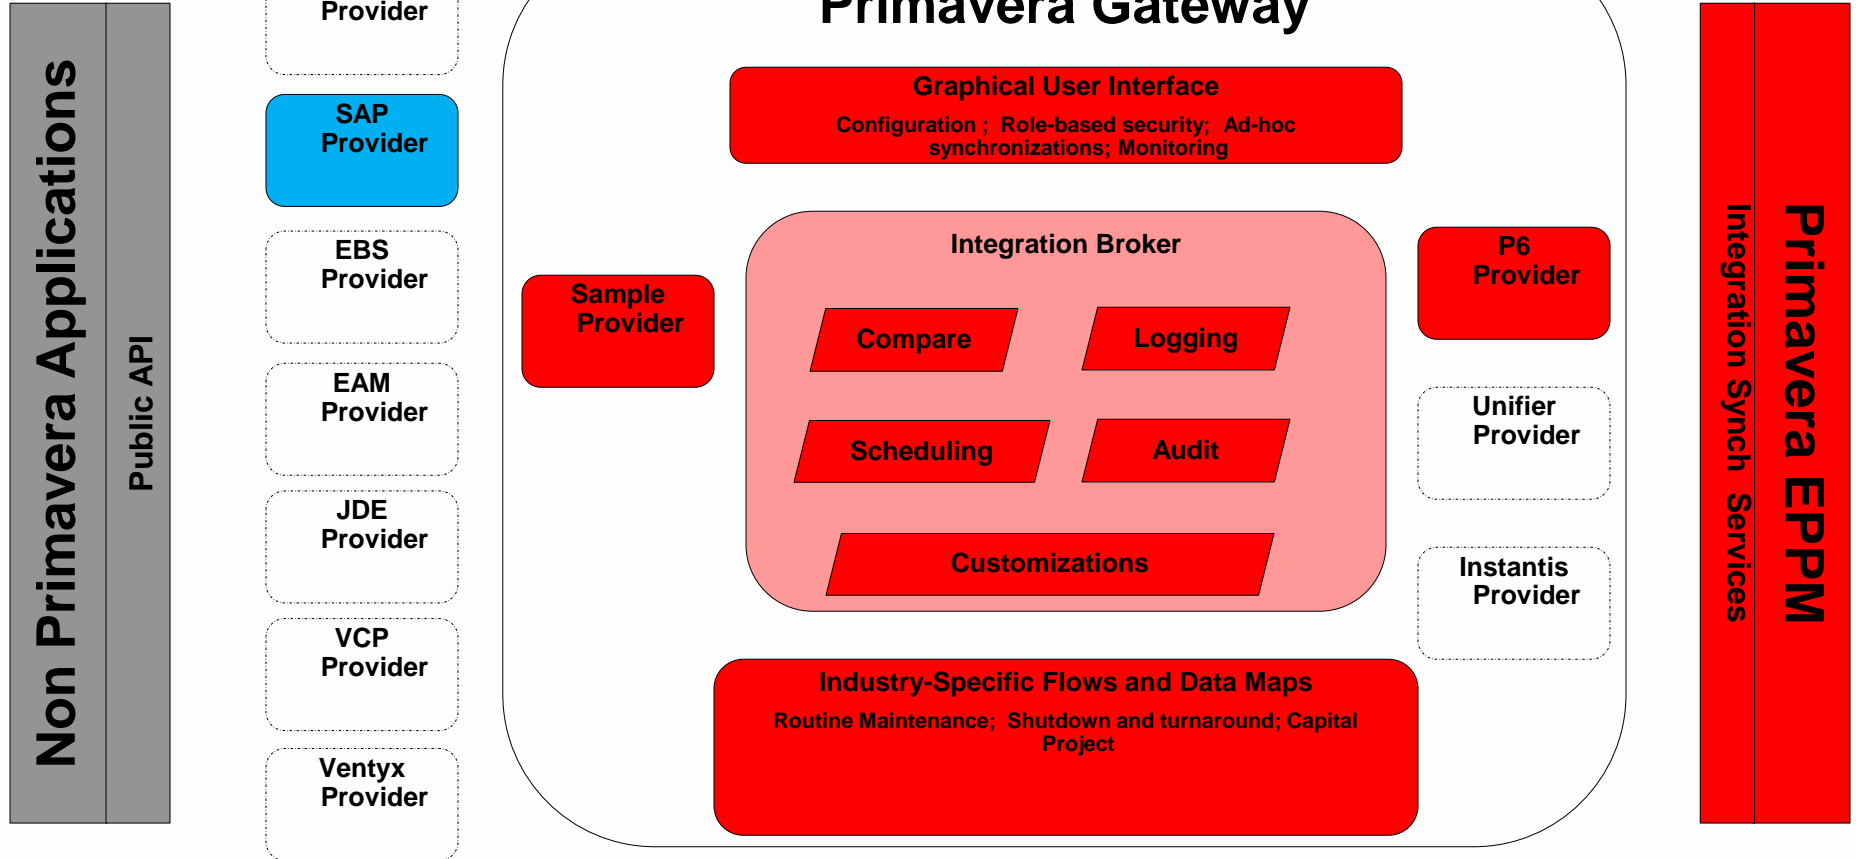 Non Primavera Applications
Public API
Provider
SAP
Provider
EBS
Provider
EAM
Provider
JDE
Provider
VCP
Provider
Ventyx
Provider
Primavera Gateway
Graphical User Interface
Configuration ; Role-based security; Ad-hoc
synchronizations; Monitoring
Sample
Provider
Integration Broker
Compare
Logging
Scheduling
Audit
Customizations
Industry-Specific Flows and Data Maps
Routine Maintenance; Shutdown and turnaround; Capital
Project
P6
Provider
Unifier
Provider
Instantis
Provider
Integration Synch Services
Primavera EPPM